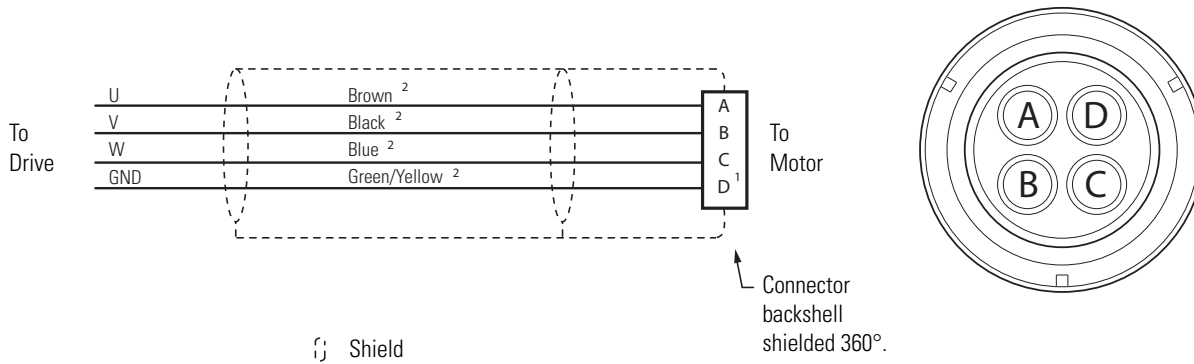 U Brown 2 A
V Black 2 B
W Blue 2 C
GND Green/Yellow 2 D 1
To
Drive
To
Motor
A D
B C
Connector
backshell
shielded 360°.
Shield